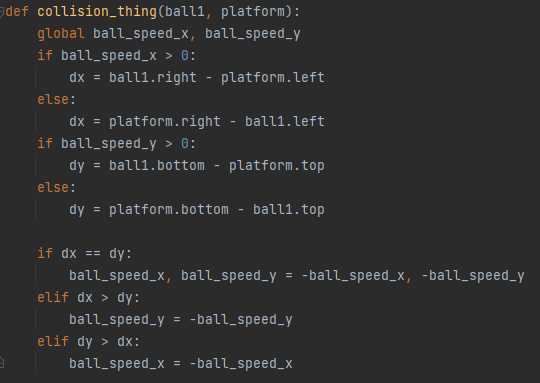 def collision_thing(ball1, platform):
    global ball_speed_x, ball_speed_y
    if ball_speed_x > 0:
        dx = ball1.right - platform.left
    else:
        dx = platform.right - ball1.left
    if ball_speed_y > 0:
        dy = ball1.bottom - platform.top
    else:
        dy = platform.bottom - ball1.top

    if dx == dy:
        ball_speed_x, ball_speed_y = -ball_speed_x, -ball_speed_y
    elif dx > dy:
        ball_speed_y = -ball_speed_y
    elif dy > dx:
        ball_speed_x = -ball_speed_x